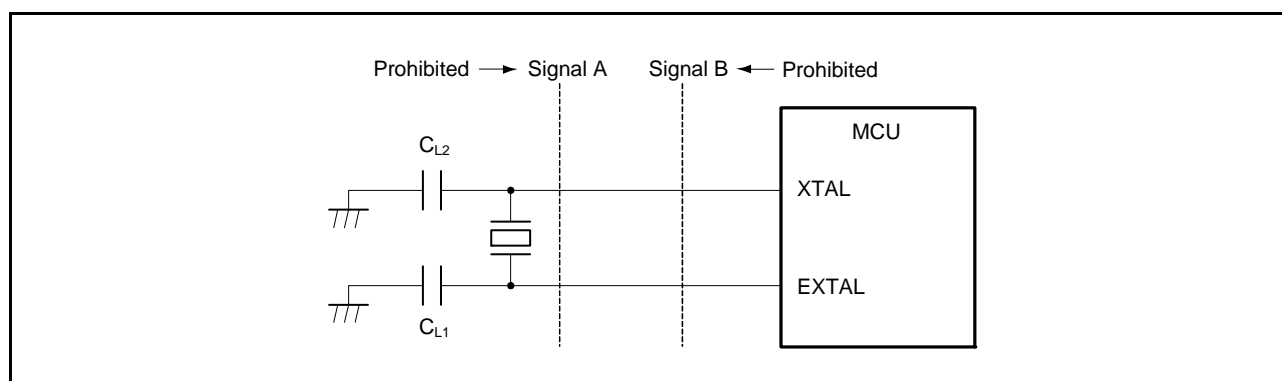 Prohibited Signal A Signal B Prohibited
MCU
CL2
XTAL
EXTAL
CL1